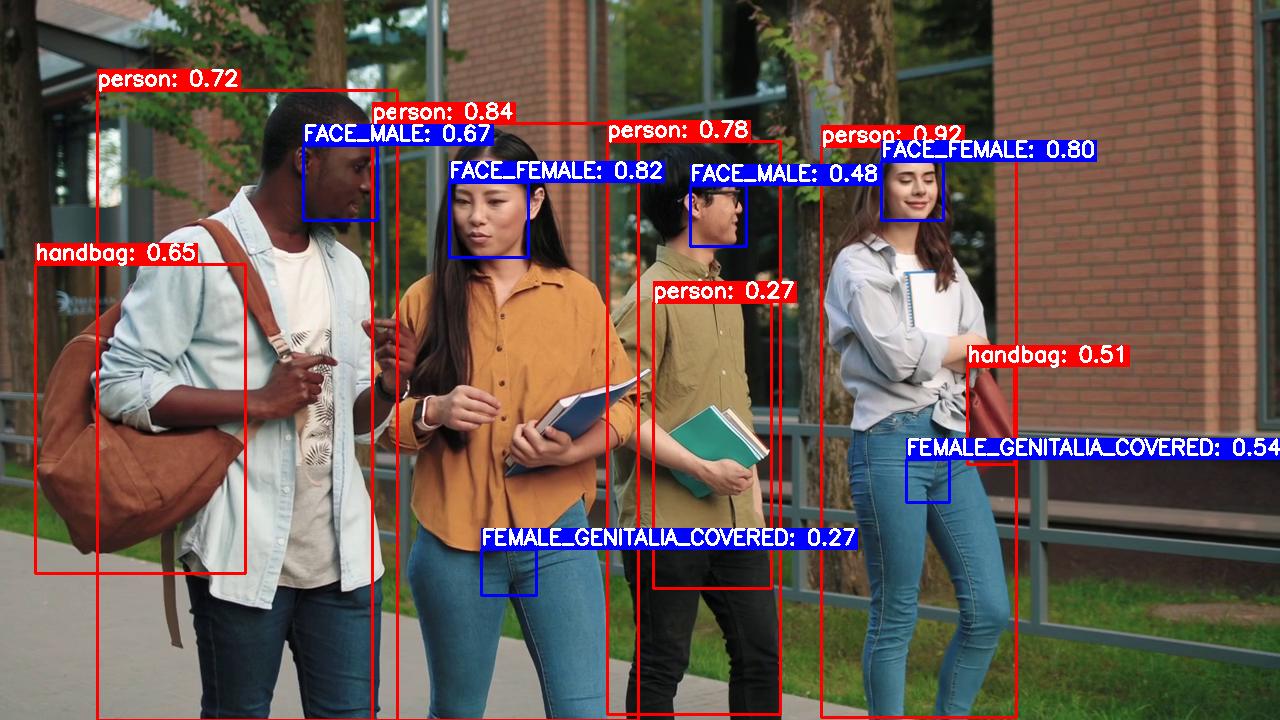 person: 0.72
person: 0.84
FACE_MALE: 0.67
person: 0.78
person: 0.92
FACE_FEMALE: 0.80
FACE_FEMALE: 0.82
FACE_MALE: 0.48
handbag: 0.65
person: 0.27
handbag: 0.51
FEMALE_GENITALIA_COVERED: 0.54
FEMALE_GENITALIA_COVERED: 0.27